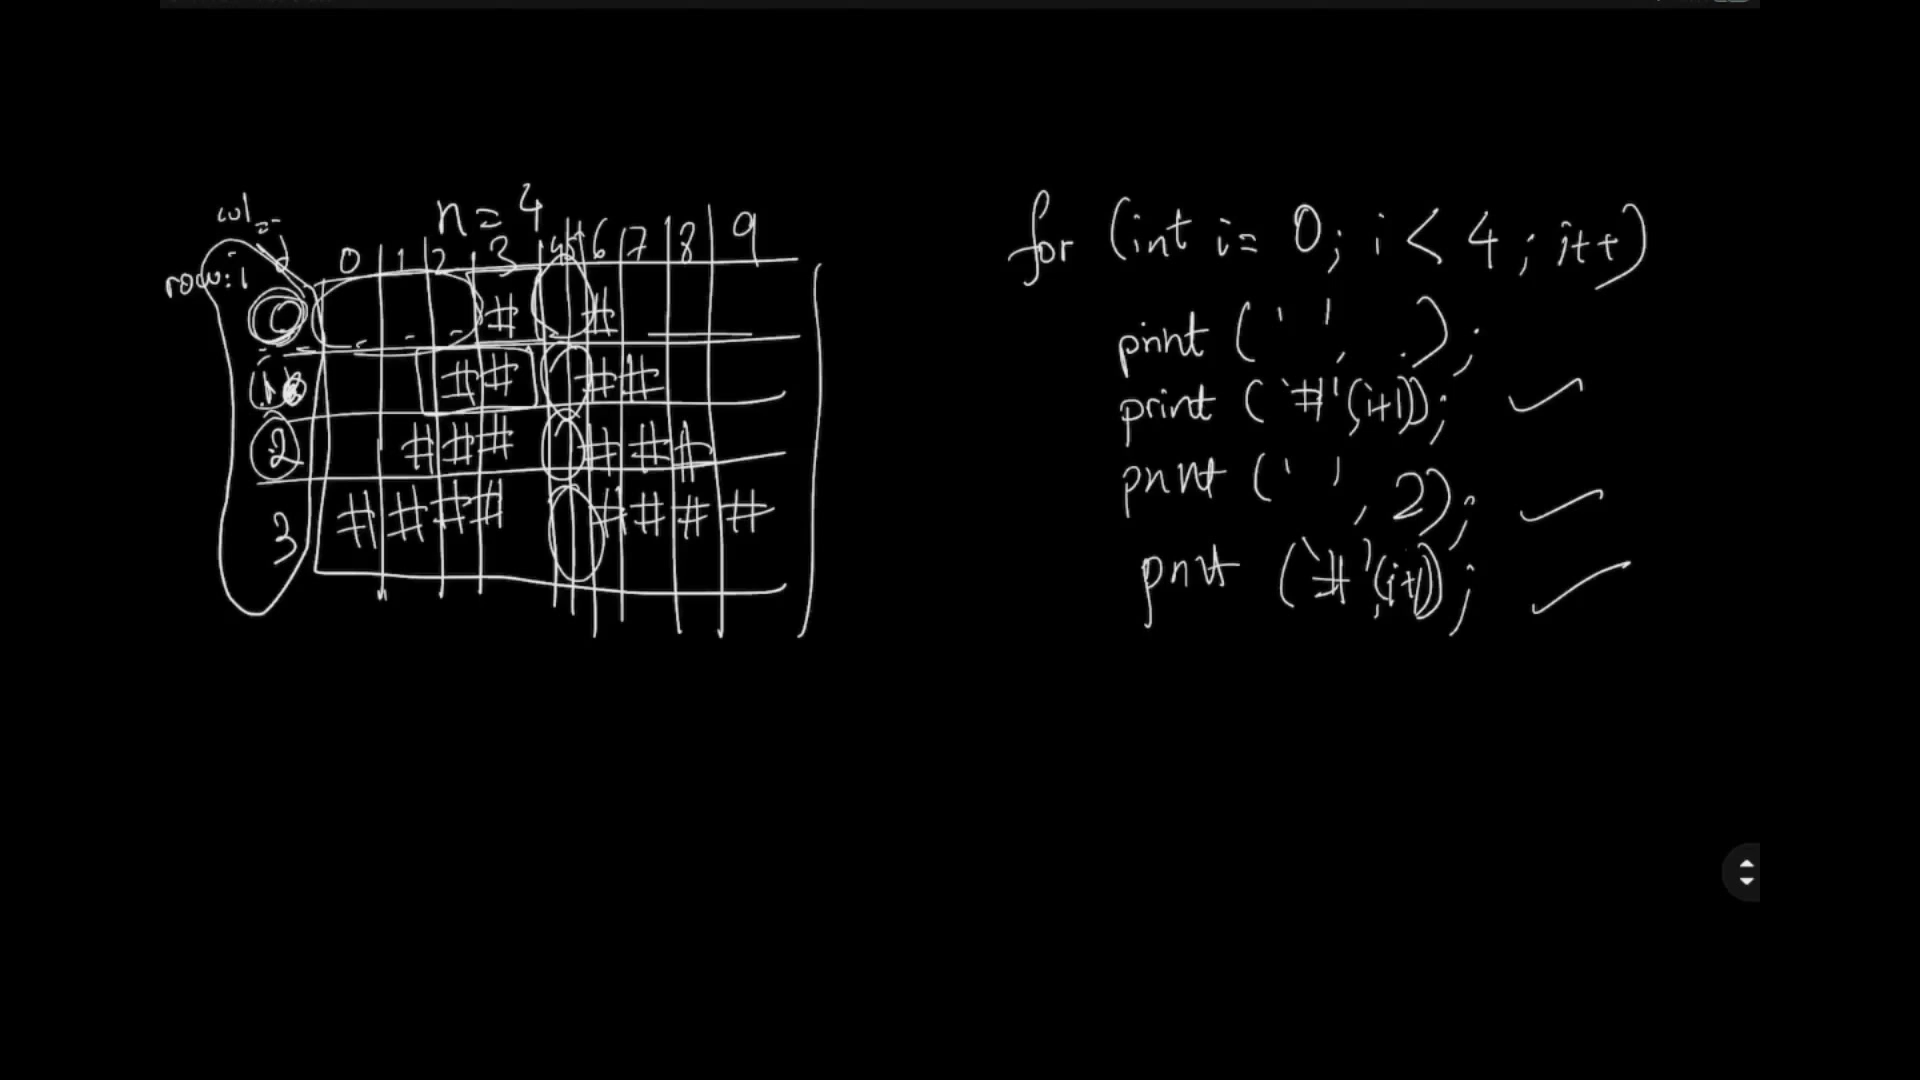 col
n = 4
row: i
0 1 2 3 4 5 6 7 8 9
0 # #
1 ## ##
2 ### ###
3 #### ####
for (int i = 0; i < 4; i++)
print (' ', );
print ('#', (i+1));
print (' ', 2);
print ('#', (i+1));